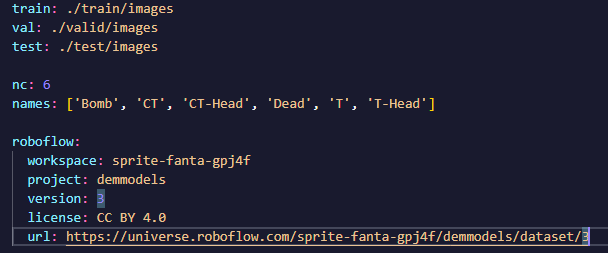 train: ./train/images
val: ./valid/images
test: ./test/images
nc: 6
names: ['Bomb', 'CT', 'CT-Head', 'Dead', 'T', 'T-Head']
roboflow:
workspace: sprite-fanta-gpj4f
project: demmodels
version: 3
license: CC BY 4.0
url: https://universe.roboflow.com/sprite-fanta-gpj4f/demmodels/dataset/3